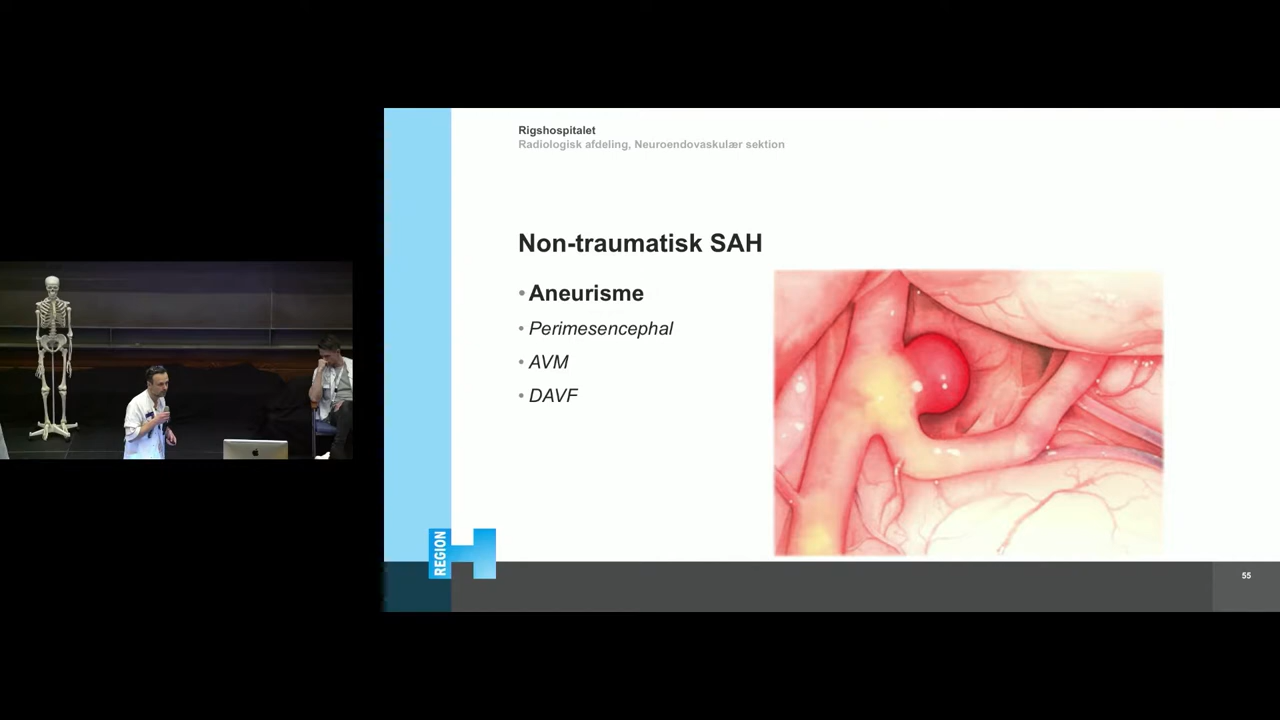 Rigshospitalet
Radiologisk afdeling, Neuroendovaskulær sektion
Non-traumatisk SAH
• Aneurisme
• Perimesencephal
• AVM
• DAVF
REGION H
55